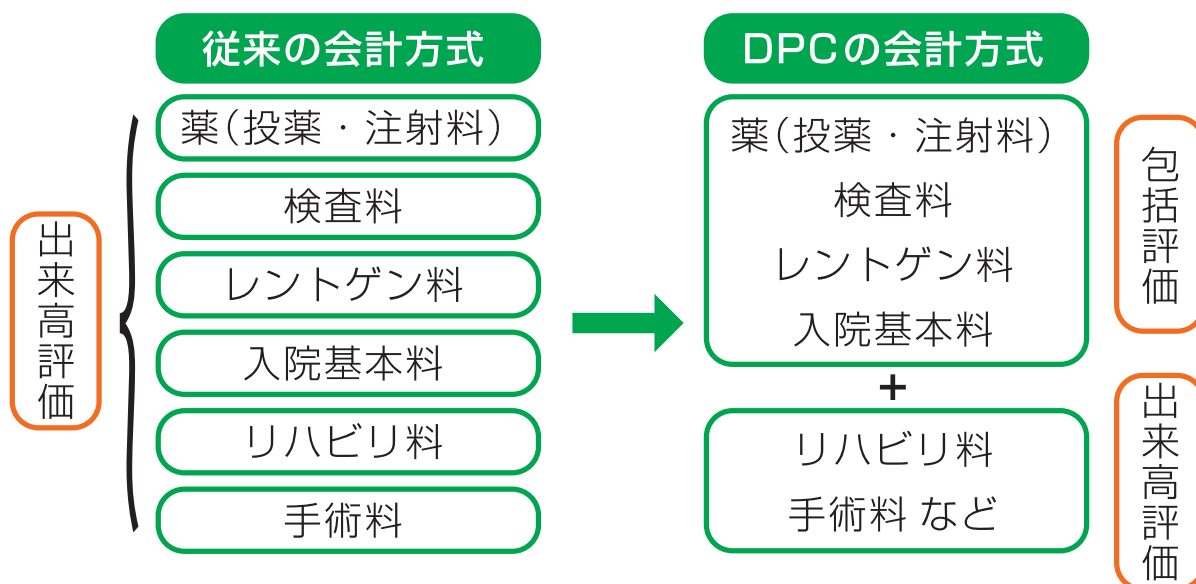 従来の会計方式
出来高評価
薬(投薬・注射料)
検査料
レントゲン料
入院基本料
リハビリ料
手術料
DPCの会計方式
薬(投薬・注射料)
検査料
レントゲン料
入院基本料
包括評価
+
リハビリ料
手術料 など
出来高評価